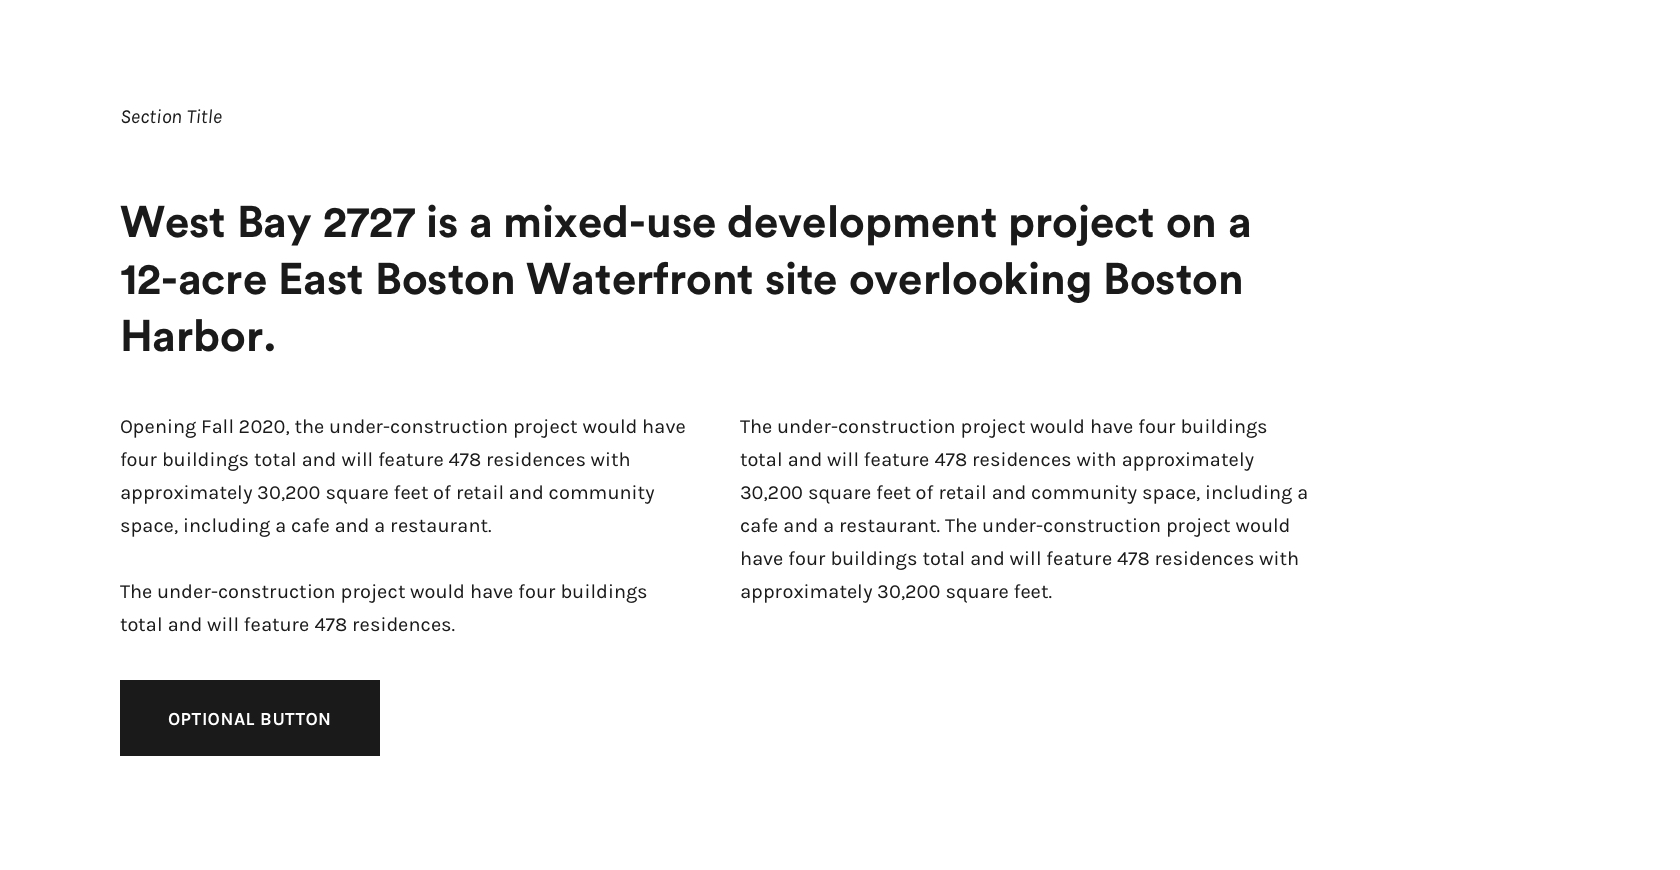 Section Title
West Bay 2727 is a mixed-use development project on a
12-acre East Boston Waterfront site overlooking Boston
Harbor.
Opening Fall 2020, the under-construction project would have
four buildings total and will feature 478 residences with
approximately 30,200 square feet of retail and community
space, including a cafe and a restaurant.
The under-construction project would have four buildings
total and will feature 478 residences.
The under-construction project would have four buildings
total and will feature 478 residences with approximately
30,200 square feet of retail and community space, including a
cafe and a restaurant. The under-construction project would
have four buildings total and will feature 478 residences with
approximately 30,200 square feet.
OPTIONAL BUTTON